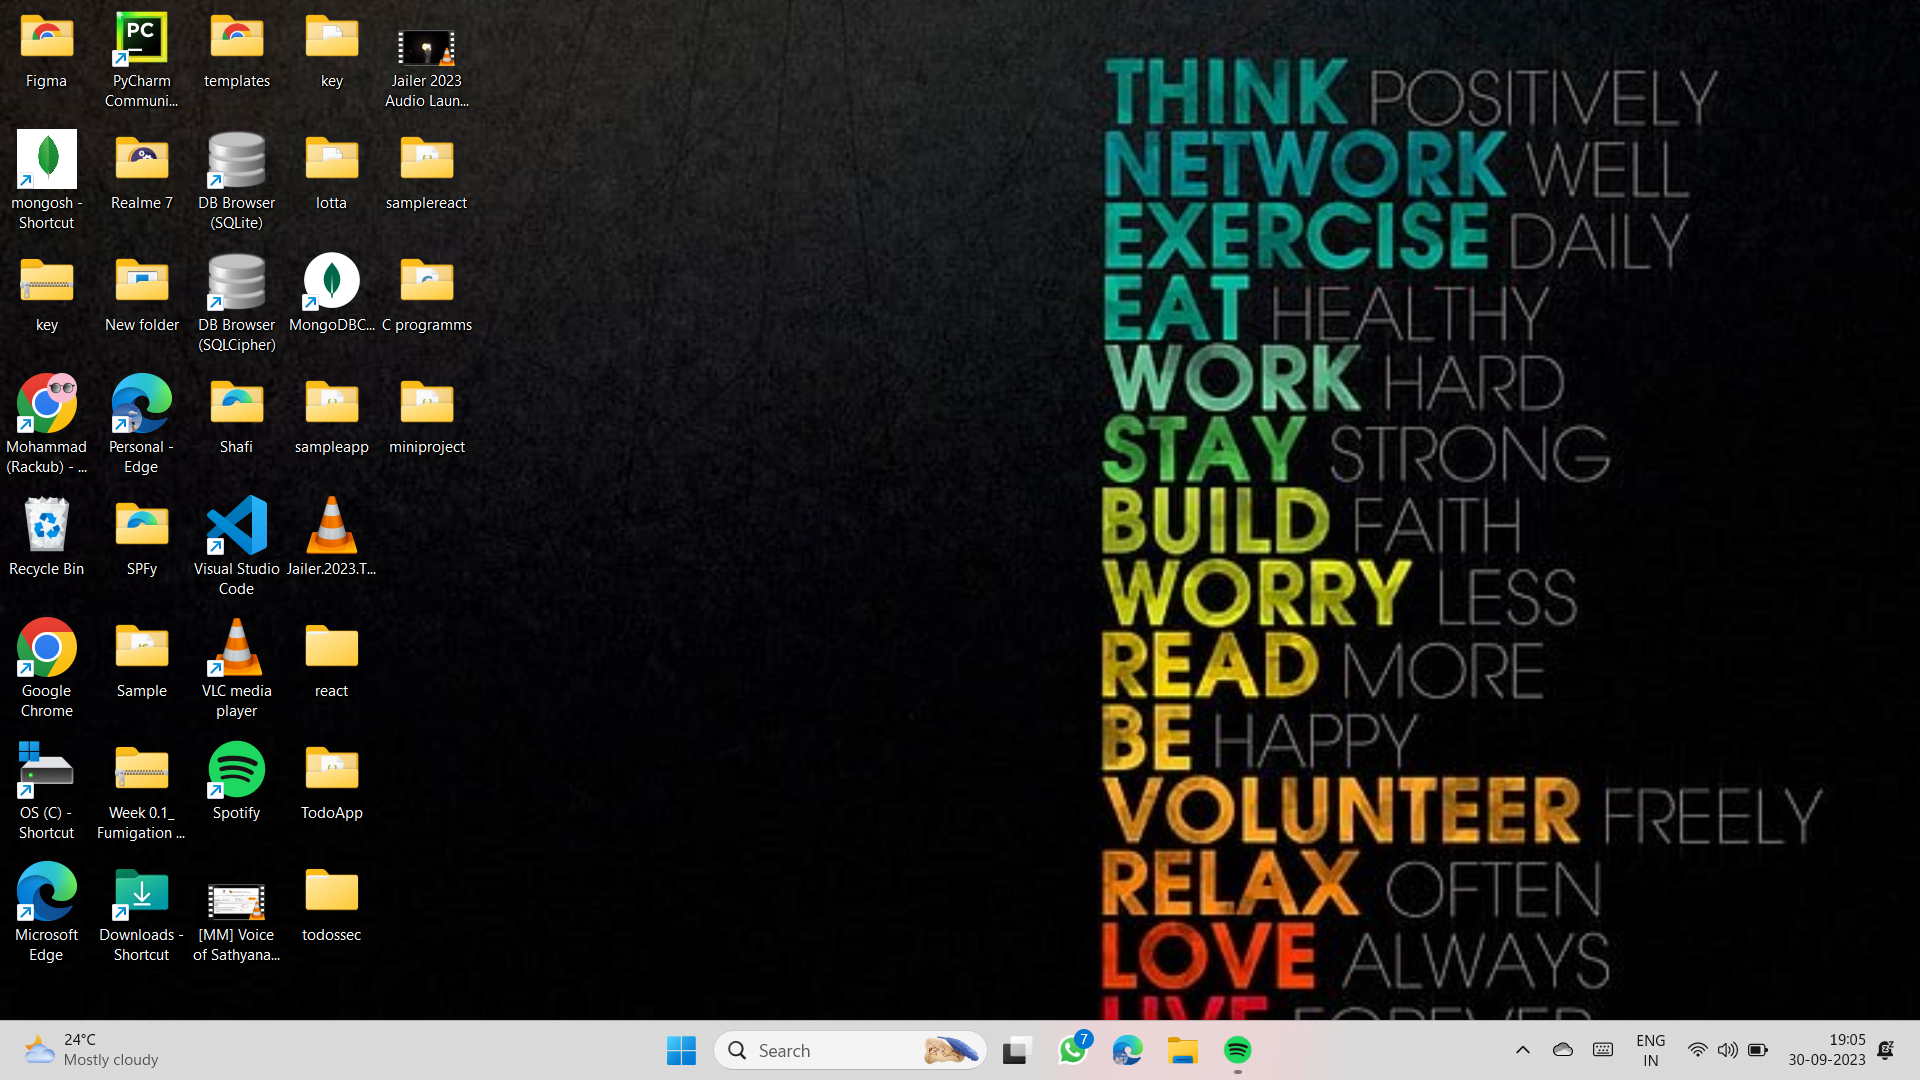 Figma
PyCharm
Communi...
templates
key
Jailer 2023
Audio Laun...
mongosh -
Shortcut
Realme 7
DB Browser
(SQLite)
lotta
samplereact
key
New folder
DB Browser
(SQLCipher)
MongoDBC...
C programms
Mohammad
(Rackub) - ...
Personal -
Edge
Shafi
sampleapp
miniproject
Recycle Bin
SPFy
Visual Studio
Code
Jailer.2023.T...
Google
Chrome
Sample
VLC media
player
react
OS (C) -
Shortcut
Week 0.1_
Fumigation ...
Spotify
TodoApp
Microsoft
Edge
Downloads -
Shortcut
[MM] Voice
of Sathyana...
todossec
PC
THINK POSITIVELY
NETWORK WELL
EXERCISE DAILY
EAT HEALTHY
WORK HARD
STAY STRONG
BUILD FAITH
WORRY LESS
READ MORE
BE HAPPY
VOLUNTEER FREELY
RELAX OFTEN
LOVE ALWAYS
LIVE FOREVER
24°C
Mostly cloudy
Search
7
ENG
IN
19:05
30-09-2023